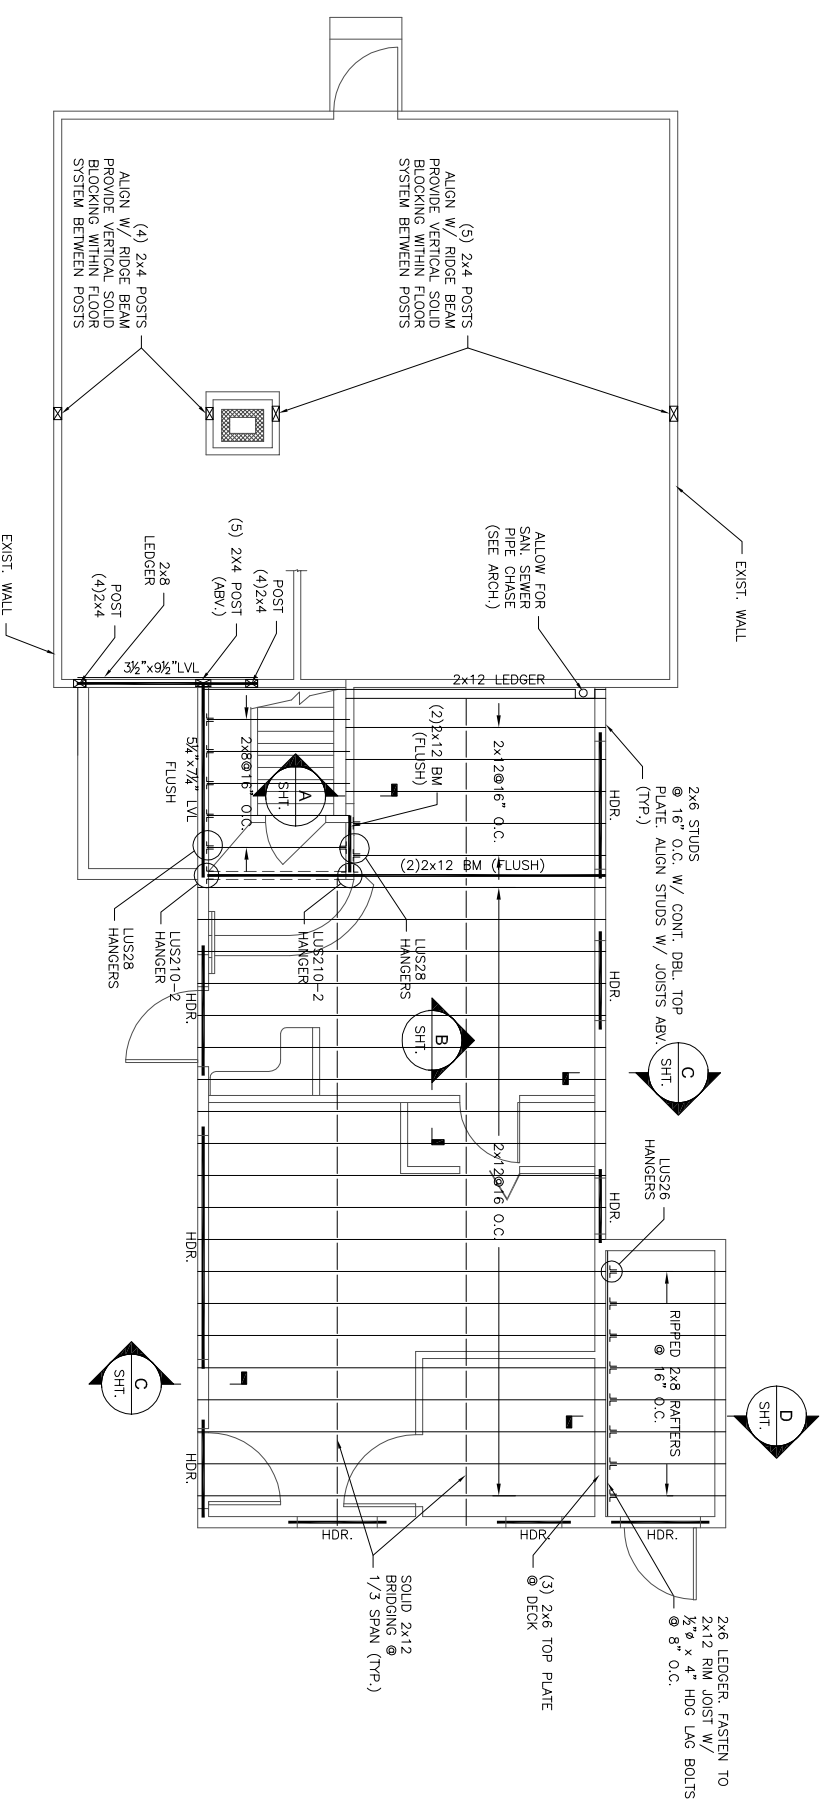 (5) 2x4 POSTS
ALIGN W/ RIDGE BEAM
PROVIDE VERTICAL SOLID
BLOCKING WITHIN FLOOR
SYSTEM BETWEEN POSTS
(4) 2x4 POSTS
ALIGN W/ RIDGE BEAM
PROVIDE VERTICAL SOLID
BLOCKING WITHIN FLOOR
SYSTEM BETWEEN POSTS
EXIST. WALL
ALLOW FOR
SAN. SEWER
PIPE CHASE
(SEE ARCH.)
POST
(4)2x4
(5) 2X4 POST
(ABV.)
2x8
LEDGER
POST
(4)2x4
EXIST. WALL
3½"x9½"LVL
2x12 LEDGER
2x6 STUDS
@ 16" O.C. W/ CONT. DBL. TOP
PLATE. ALIGN STUDS W/ JOISTS ABV.
(TYP.)
HDR.
2x12@16" O.C.
(2)2x12 BM
(FLUSH)
A
SHT.
2x8@16" O.C.
5¼"x7¼" LVL
FLUSH
(2)2x12 BM (FLUSH)
LUS28
HANGERS
LUS210-2
HANGER
LUS210-2
HANGER
LUS28
HANGERS
HDR.
HDR.
B
SHT.
C
SHT.
LUS26
HANGERS
HDR.
2x12@16 O.C.
HDR.
RIPPED 2x8 RAFTERS
@ 16" O.C.
D
SHT.
C
SHT.
HDR.
HDR.
HDR.
HDR.
2x6 LEDGER. FASTEN TO
2x12 RIM JOIST W/
½"ø x 4" HDG LAG BOLTS
@ 8" O.C.
(3) 2x6 TOP PLATE
@ DECK
SOLID 2x12
BRIDGING @
1/3 SPAN (TYP.)